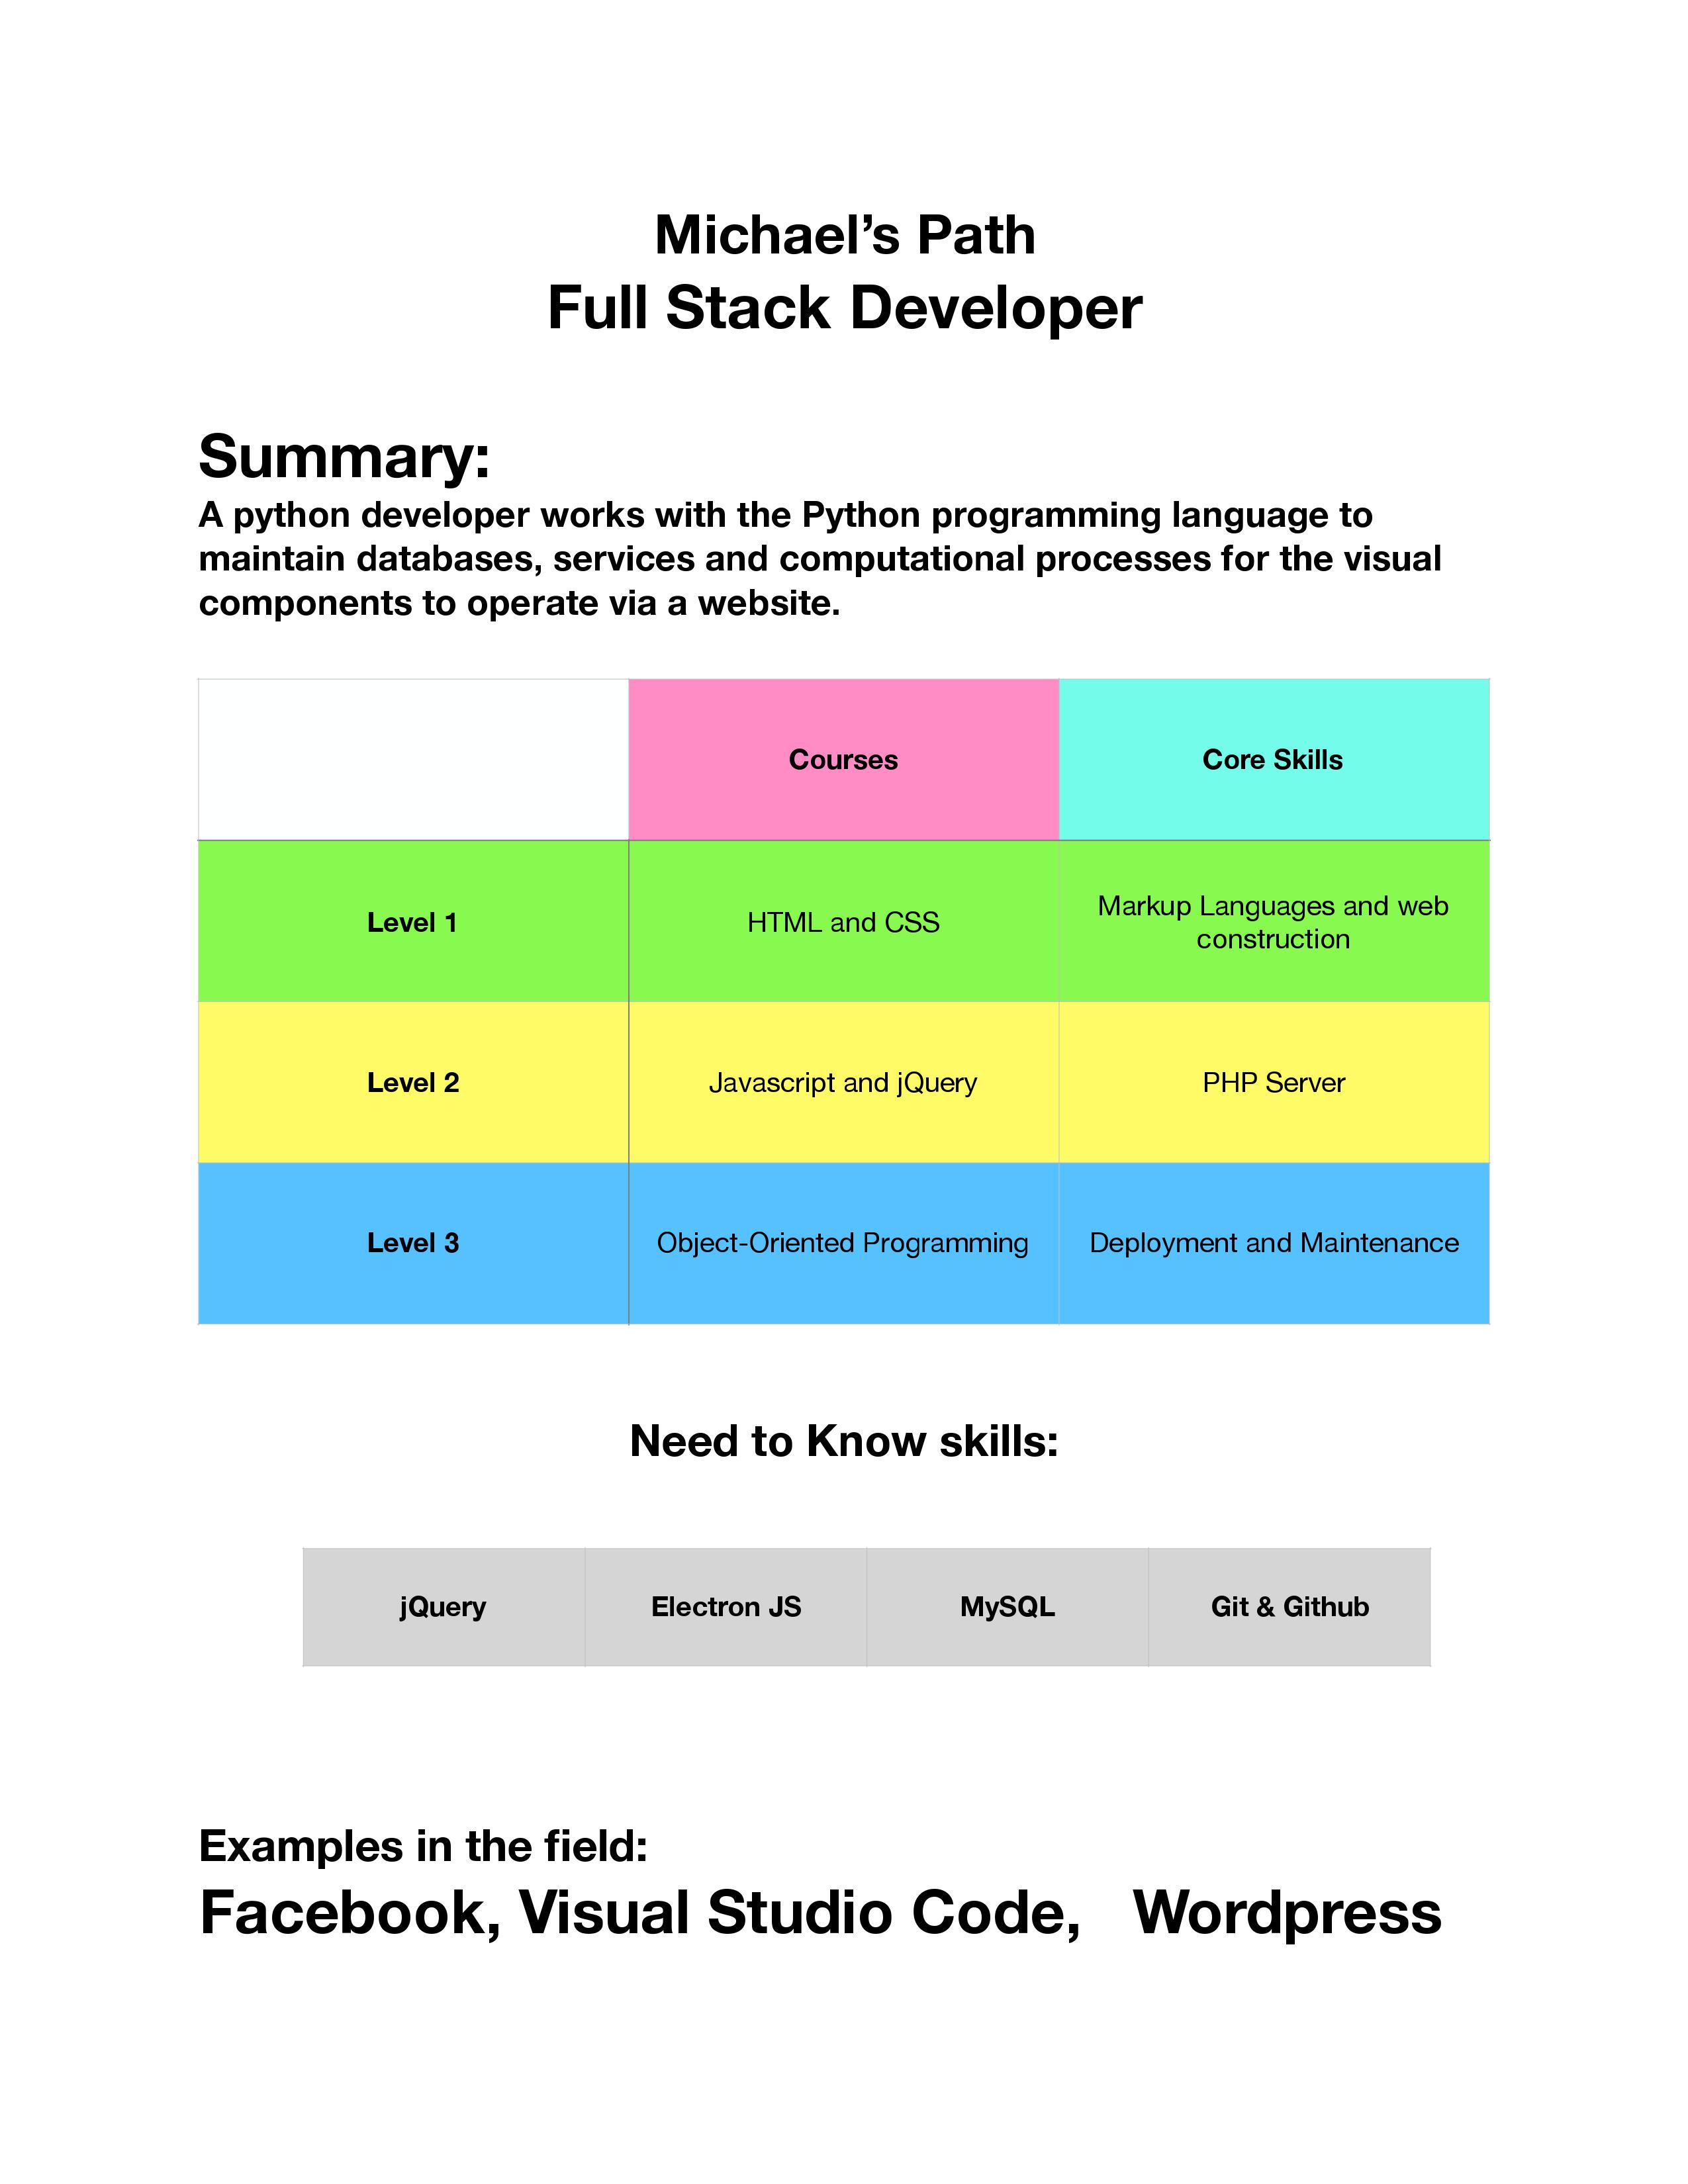 Michael’s Path
Full Stack Developer
Summary:
A python developer works with the Python programming language to
maintain databases, services and computational processes for the visual
components to operate via a website.
Courses
Core Skills
Level 1
HTML and CSS
Markup Languages and web
construction
Level 2
Javascript and jQuery
PHP Server
Level 3
Object-Oriented Programming
Deployment and Maintenance
Need to Know skills:
jQuery
Electron JS
MySQL
Git & Github
Examples in the field:
Facebook, Visual Studio Code, Wordpress